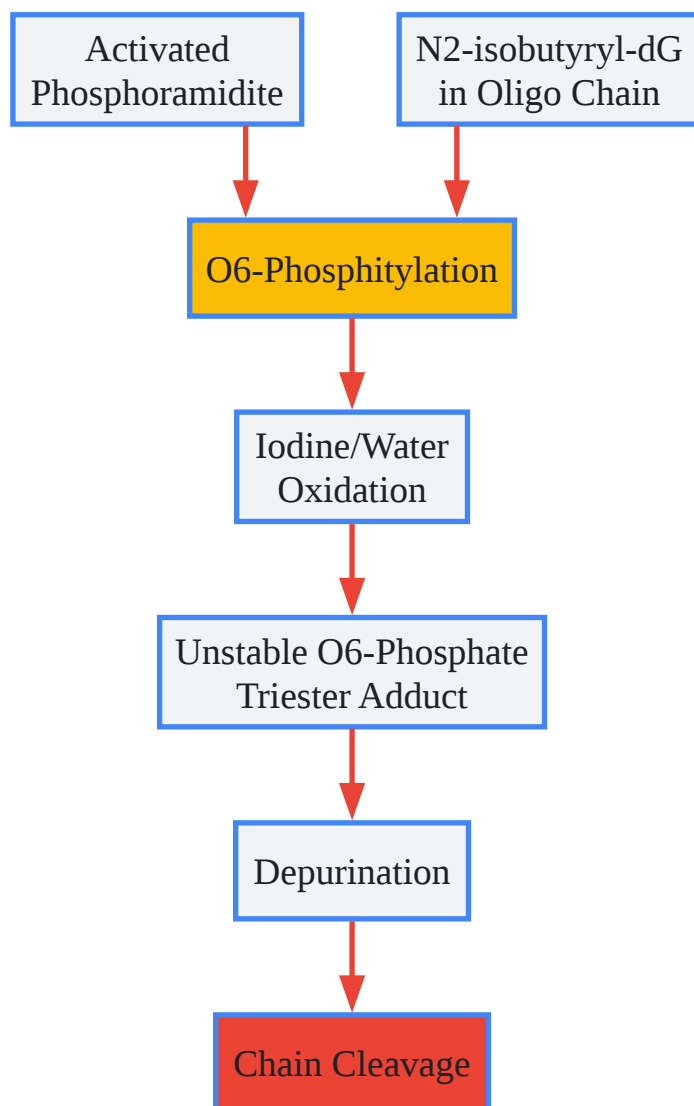 Activated
Phosphoramidite
N2-isobutyryl-dG
in Oligo Chain
O6-Phosphitylation
Iodine/Water
Oxidation
Unstable O6-Phosphate
Triester Adduct
Depurination
Chain Cleavage